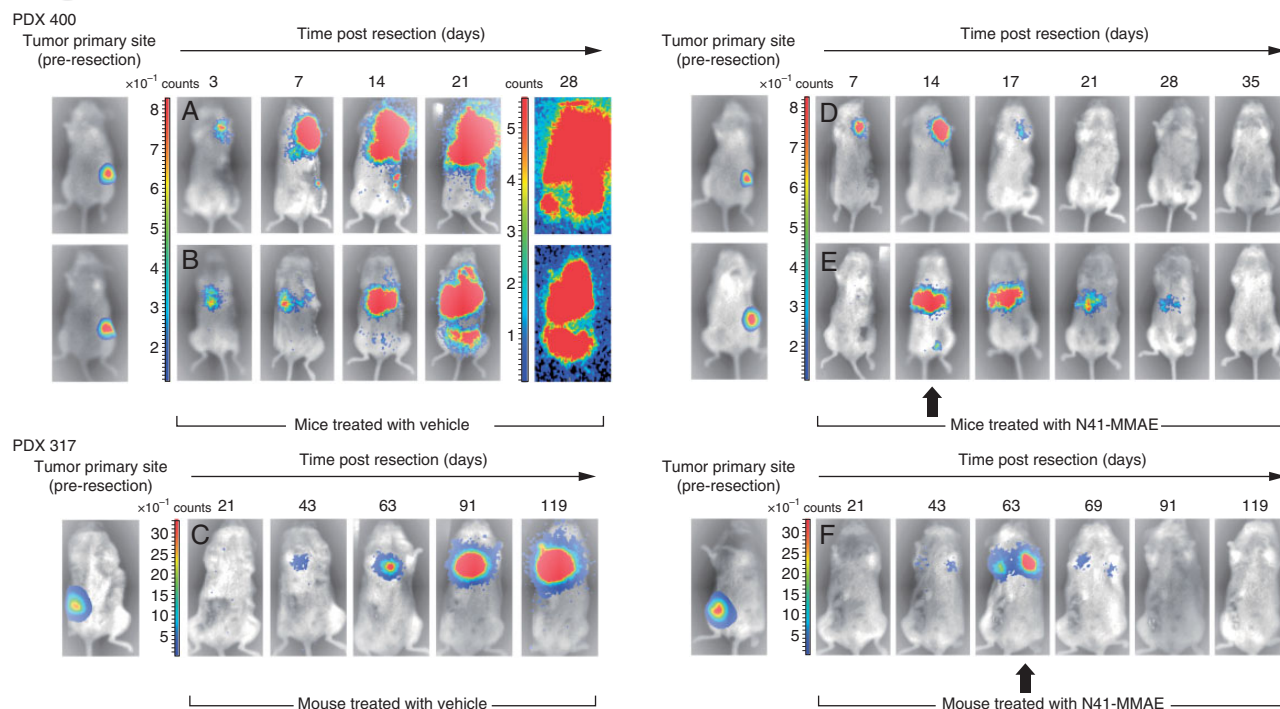 PDX 400
Tumor primary site
(pre-resection)
Time post resection (days)
×10⁻¹ counts 3 7 14 21 counts 28
8
7
6
5
4
3
2
5
4
3
2
1
A
B
Mice treated with vehicle
Tumor primary site
(pre-resection)
Time post resection (days)
×10⁻¹ counts 7 14 17 21 28 35
8
7
6
5
4
3
2
D
E
Mice treated with N41-MMAE
PDX 317
Tumor primary site
(pre-resection)
Time post resection (days)
×10⁻¹ counts 21 43 63 91 119
30
25
20
15
10
5
C
Mouse treated with vehicle
Tumor primary site
(pre-resection)
Time post resection (days)
×10⁻¹ counts 21 43 63 69 91 119
30
25
20
15
10
5
F
Mouse treated with N41-MMAE